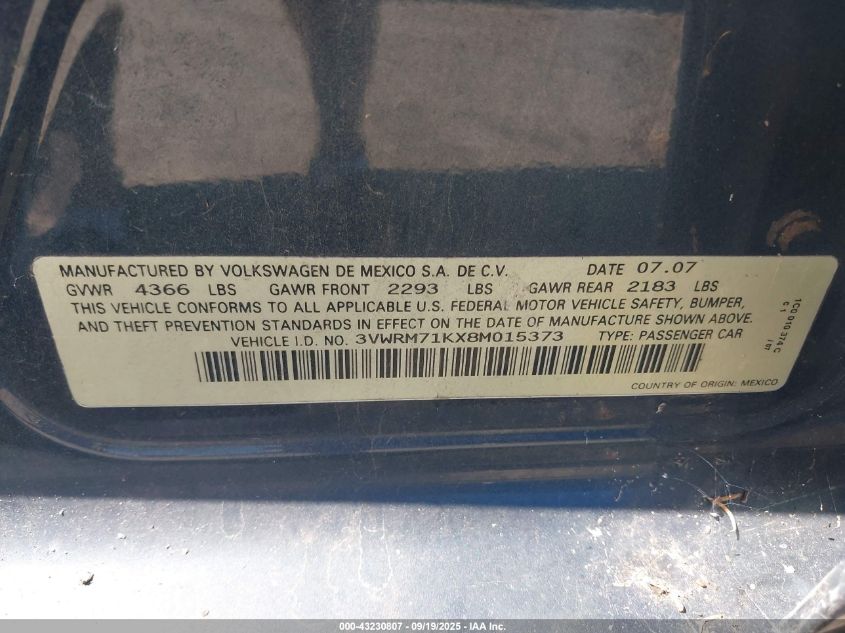 MANUFACTURED BY VOLKSWAGEN DE MEXICO S.A. DE C.V. DATE 07.07
GVWR 4366 LBS GAWR FRONT 2293 LBS GAWR REAR 2183 LBS
THIS VEHICLE CONFORMS TO ALL APPLICABLE U.S. FEDERAL MOTOR VEHICLE SAFETY, BUMPER,
AND THEFT PREVENTION STANDARDS IN EFFECT ON THE DATE OF MANUFACTURE SHOWN ABOVE.
VEHICLE I.D. NO. 3VWRM71KX8M015373 TYPE: PASSENGER CAR
COUNTRY OF ORIGIN: MEXICO
1C0 010 374 C
000-43230807 - 09/19/2025 - IAA Inc.